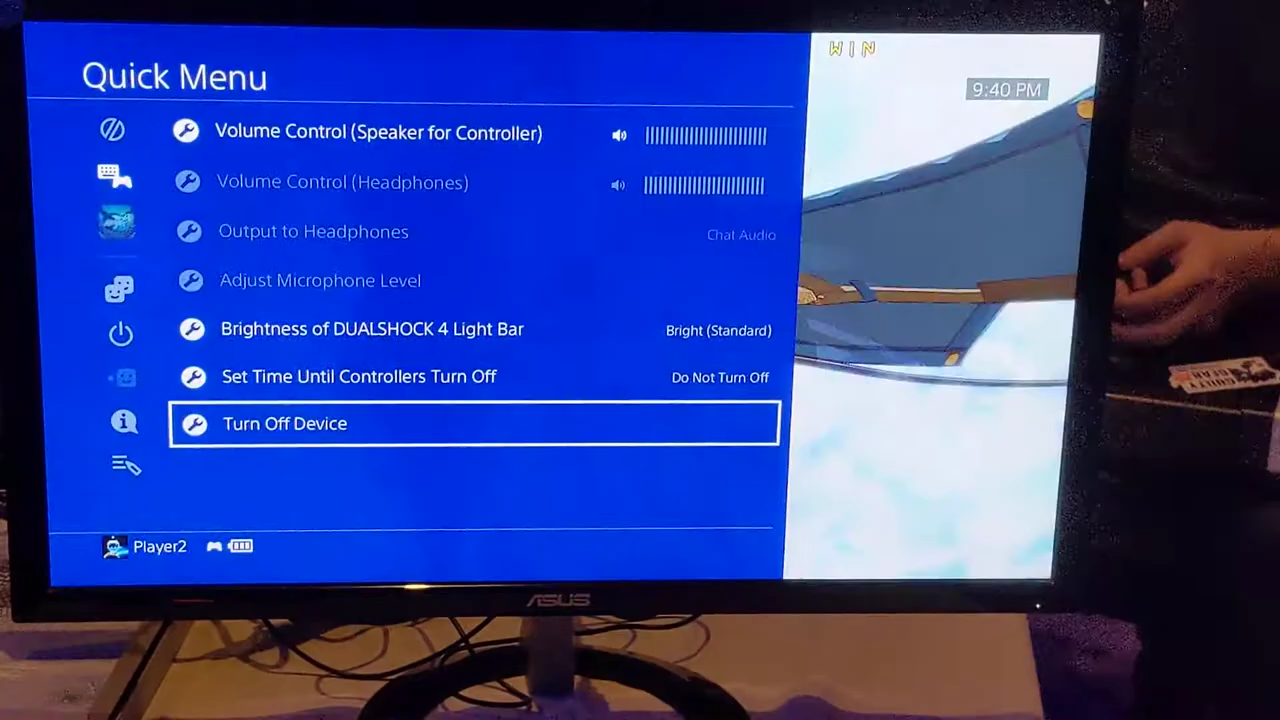 Quick Menu
WIN
9:40 PM
Volume Control (Speaker for Controller)
Volume Control (Headphones)
Output to Headphones Chat Audio
Adjust Microphone Level
Brightness of DUALSHOCK 4 Light Bar Bright (Standard)
Set Time Until Controllers Turn Off Do Not Turn Off
Turn Off Device
Player2
ASUS
GUILTY
GEAR